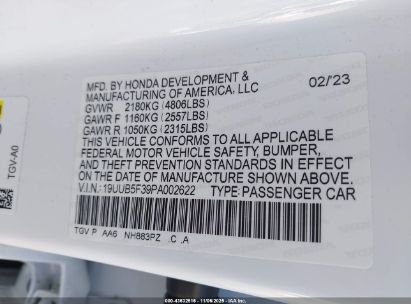 MFD. BY HONDA DEVELOPMENT &
MANUFACTURING OF AMERICA, LLC 02/23
GVWR 2180KG (4806LBS)
GAWR F 1160KG (2557LBS)
GAWR R 1050KG (2315LBS)
THIS VEHICLE CONFORMS TO ALL APPLICABLE
FEDERAL MOTOR VEHICLE SAFETY, BUMPER,
AND THEFT PREVENTION STANDARDS IN EFFECT
ON THE DATE OF MANUFACTURE SHOWN ABOVE.
V.I.N.: 19UUB5F39PA002622 TYPE: PASSENGER CAR
TGV P AA6 NH883PZ .C .A
TGV-A0